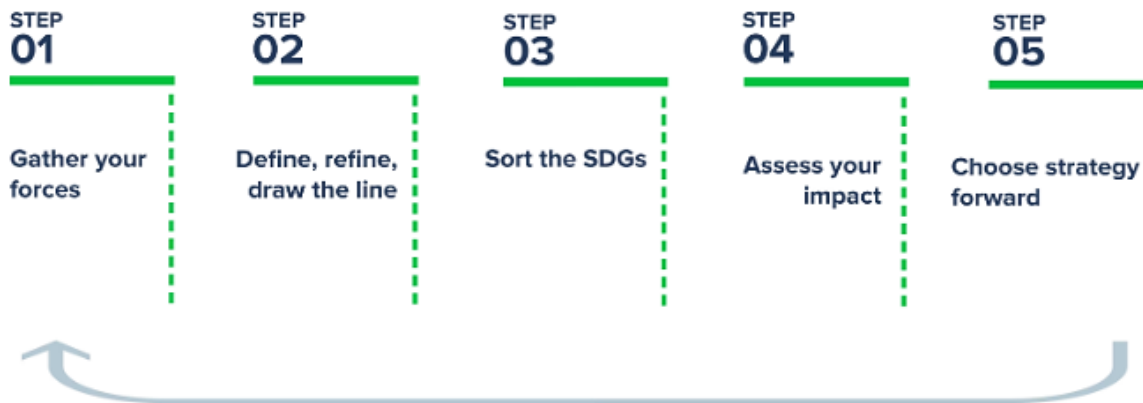 STEP
01
Gather your
forces
STEP
02
Define, refine,
draw the line
STEP
03
Sort the SDGs
STEP
04
Assess your
impact
STEP
05
Choose strategy
forward